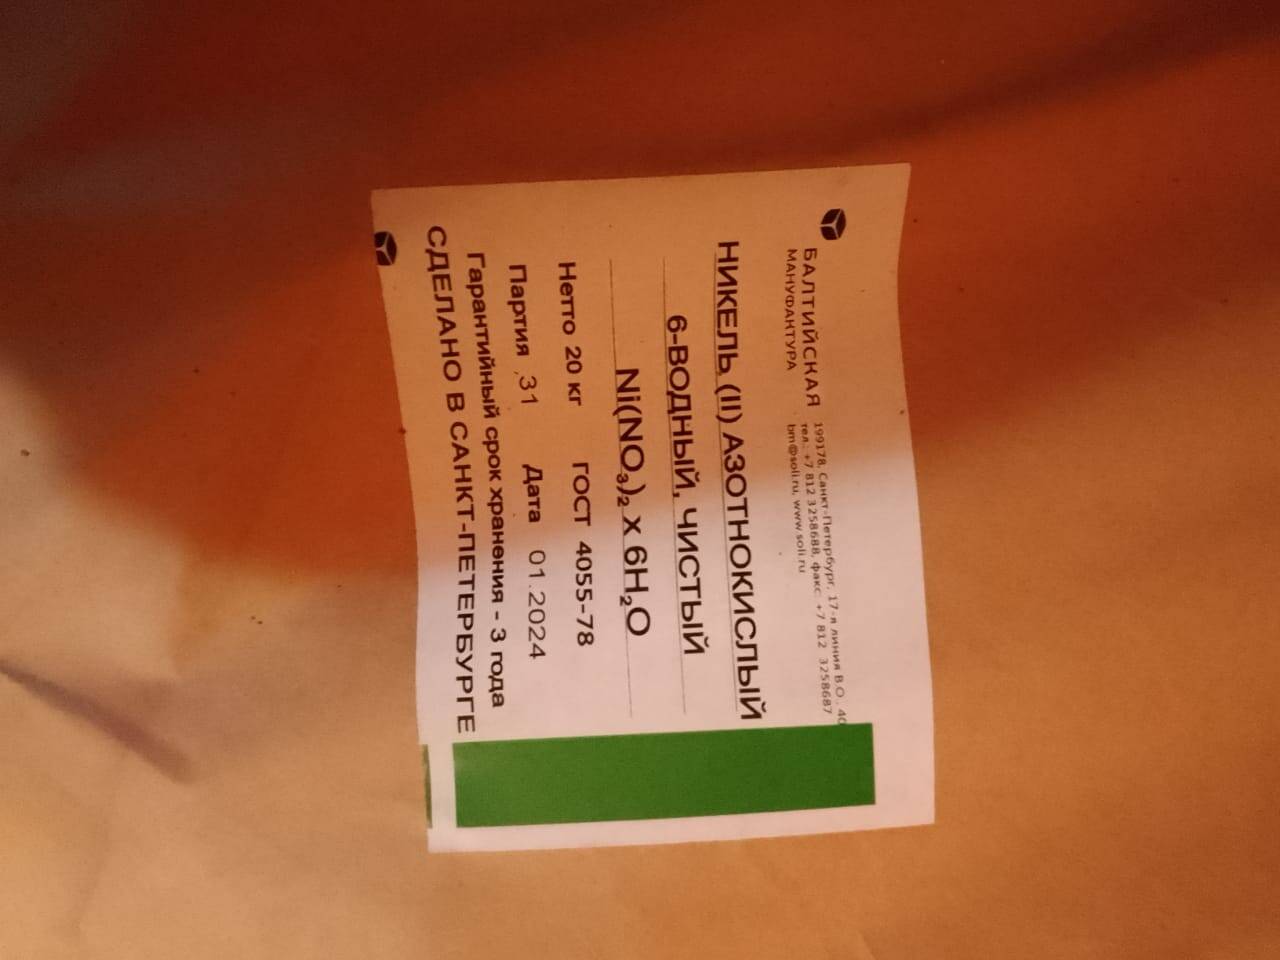 БАЛТИЙСКАЯ
МАНУФАКТУРА
199178, Санкт-Петербург, 17-я линия В.О., 40
тел.: +7 812 3258688, факс: +7 812 3258687
bm@soli.ru, www.soli.ru
НИКЕЛЬ (II) АЗОТНОКИСЛЫЙ
6-ВОДНЫЙ, ЧИСТЫЙ
Ni(NO₃)₂ x 6H₂O
Нетто 20 кг ГОСТ 4055-78
Партия 31 Дата 01.2024
Гарантийный срок хранения – 3 года
СДЕЛАНО В САНКТ-ПЕТЕРБУРГЕ